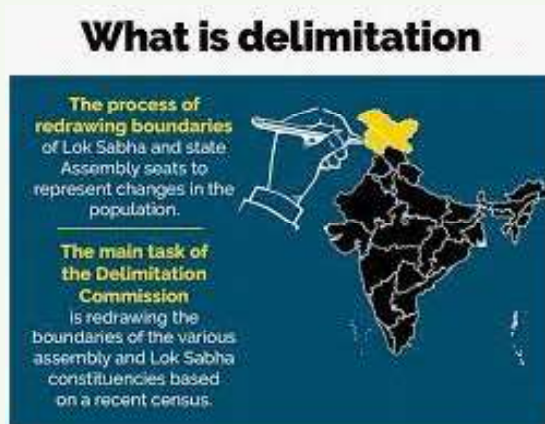 What is delimitation
The process of
redrawing boundaries
of Lok Sabha and state
Assembly seats to
represent changes in the
population.
The main task of
the Delimitation
Commission
is redrawing the
boundaries of the various
assembly and Lok Sabha
constituencies based
on a recent census.